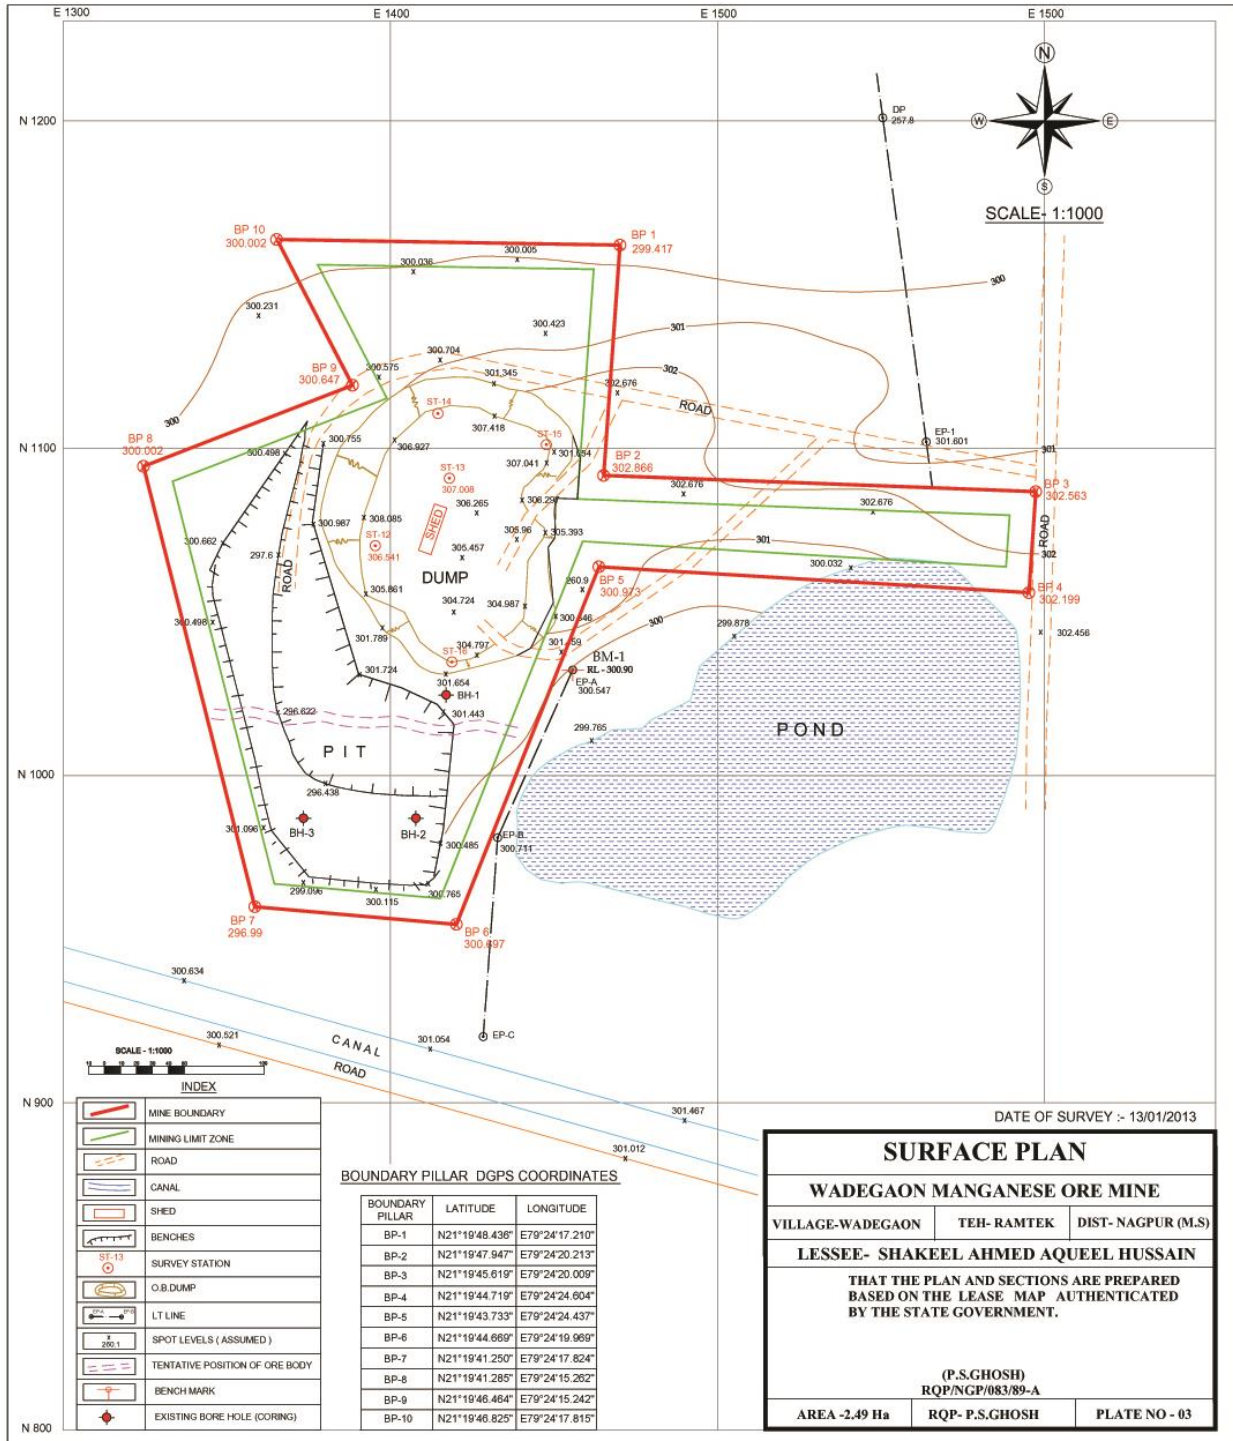 E 1300
E 1400
E 1500
E 1500
N
W
E
S
SCALE- 1:1000
N 1200
DP
257.8
BP 10
300.002
BP 1
299.417
300.005
300.036
300
300.231
300.423
301
300.704
302
BP 9
300.647
300.575
301.345
302.676
ROAD
300
ST-14
307.418
ST-15
EP-1
301.601
N 1100
BP 8
300.002
300.755
300.498
306.927
301.654
307.041
301
BP 2
302.866
ST-13
307.008
302.676
BP 3
302.563
306.265
302.676
300.987
308.085
SHED
305.96
305.393
ST-12
306.541
300.662
297.6
ROAD
305.457
301
302
ROAD
DUMP
300.032
BP 5
300.973
260.9
BP 4
302.199
305.861
304.724
304.987
300.498
300
299.878
302.456
301.789
304.797
BM-1
RL - 300.90
EP-A
300.547
301.724
301.654
BH-1
296.622
301.443
299.765
POND
PIT
N 1000
296.438
301.096
BH-3
BH-2
300.485
EP-B
300.711
299.096
300.115
300.765
BP 7
296.99
BP 6
300.697
300.634
300.521
CANAL
ROAD
301.054
EP-C
SCALE - 1:1000
INDEX
N 900
301.467
301.012
MINE BOUNDARY
MINING LIMIT ZONE
ROAD
CANAL
SHED
BENCHES
ST-13
SURVEY STATION
O.B.DUMP
EP-A EP-B
LT LINE
x
260.1
SPOT LEVELS ( ASSUMED )
TENTATIVE POSITION OF ORE BODY
BENCH MARK
EXISTING BORE HOLE (CORING)
N 800
BOUNDARY PILLAR DGPS COORDINATES
BOUNDARY PILLAR LATITUDE LONGITUDE
BP-1 N21°19'48.436" E79°24'17.210"
BP-2 N21°19'47.947" E79°24'20.213"
BP-3 N21°19'45.619" E79°24'20.009"
BP-4 N21°19'44.719" E79°24'24.604"
BP-5 N21°19'43.733" E79°24'24.437"
BP-6 N21°19'44.669" E79°24'19.969"
BP-7 N21°19'41.250" E79°24'17.824"
BP-8 N21°19'41.285" E79°24'15.262"
BP-9 N21°19'46.464" E79°24'15.242"
BP-10 N21°19'46.825" E79°24'17.815"
DATE OF SURVEY :- 13/01/2013
SURFACE PLAN
WADEGAON MANGANESE ORE MINE
VILLAGE-WADEGAON TEH- RAMTEK DIST- NAGPUR (M.S)
LESSEE- SHAKEEL AHMED AQUEEL HUSSAIN
THAT THE PLAN AND SECTIONS ARE PREPARED
BASED ON THE LEASE MAP AUTHENTICATED
BY THE STATE GOVERNMENT.
(P.S.GHOSH)
RQP/NGP/083/89-A
AREA -2.49 Ha RQP- P.S.GHOSH PLATE NO - 03